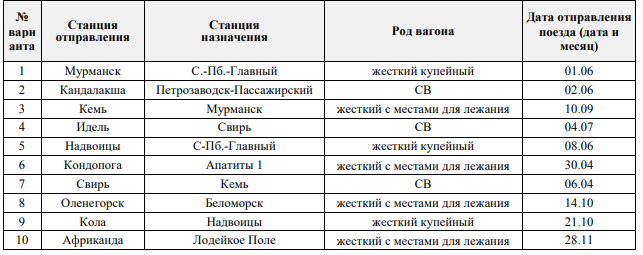 № вари анта Станция отправления Станция назначения Род вагона Дата отправления поезда (дата и месяц)
1 Мурманск С.-Пб.-Главный жесткий купейный 01.06
2 Кандалакша Петрозаводск-Пассажирский СВ 02.06
3 Кемь Мурманск жесткий с местами для лежания 10.09
4 Идель Свирь СВ 04.07
5 Надвоицы С-Пб.-Главный жесткий купейный 08.06
6 Кондопога Апатиты 1 жесткий с местами для лежания 30.04
7 Свирь Кемь СВ 06.04
8 Оленегорск Беломорск жесткий с местами для лежания 14.10
9 Кола Надвоицы жесткий купейный 21.10
10 Африканда Лодейкое Поле жесткий с местами для лежания 28.11